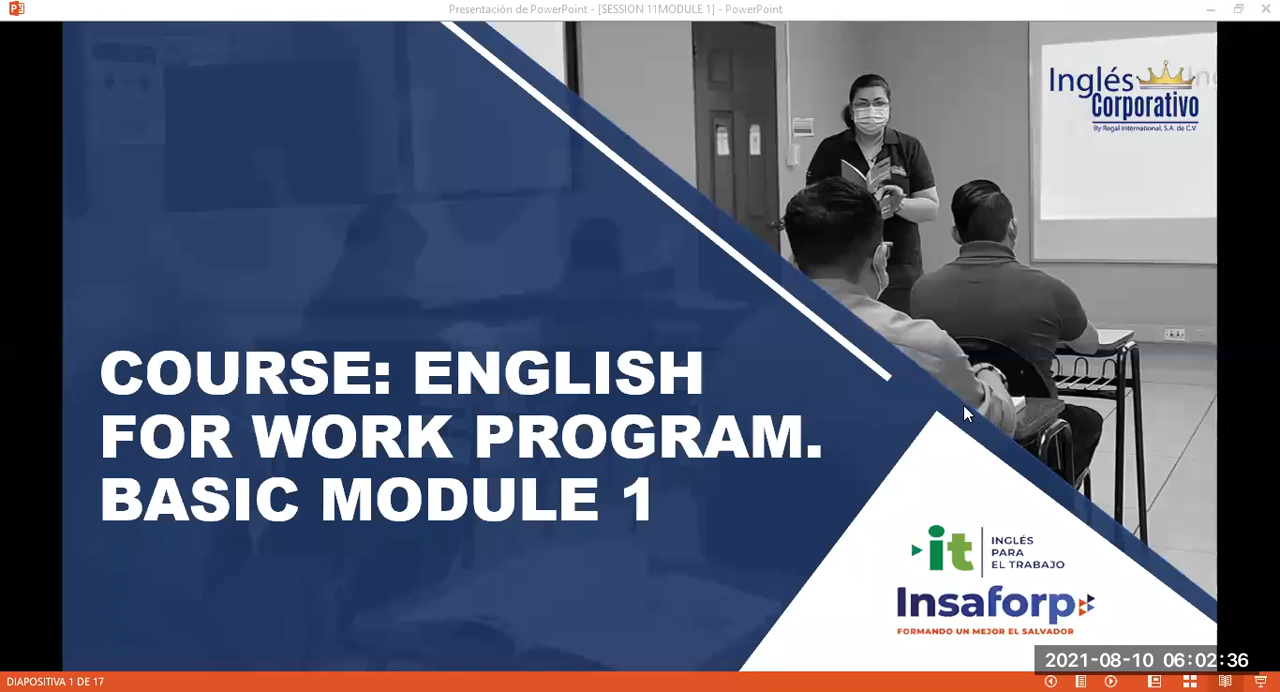 Presentación de PowerPoint - [SESSION 11MODULE 1] - PowerPoint
Inglés
Corporativo
By Regal International, S.A. de C.V.
COURSE: ENGLISH
FOR WORK PROGRAM.
BASIC MODULE 1
it INGLÉS
PARA
EL TRABAJO
Insaforp
FORMANDO UN MEJOR EL SALVADOR
2021-08-10 06:02:36
DIAPOSITIVA 1 DE 17